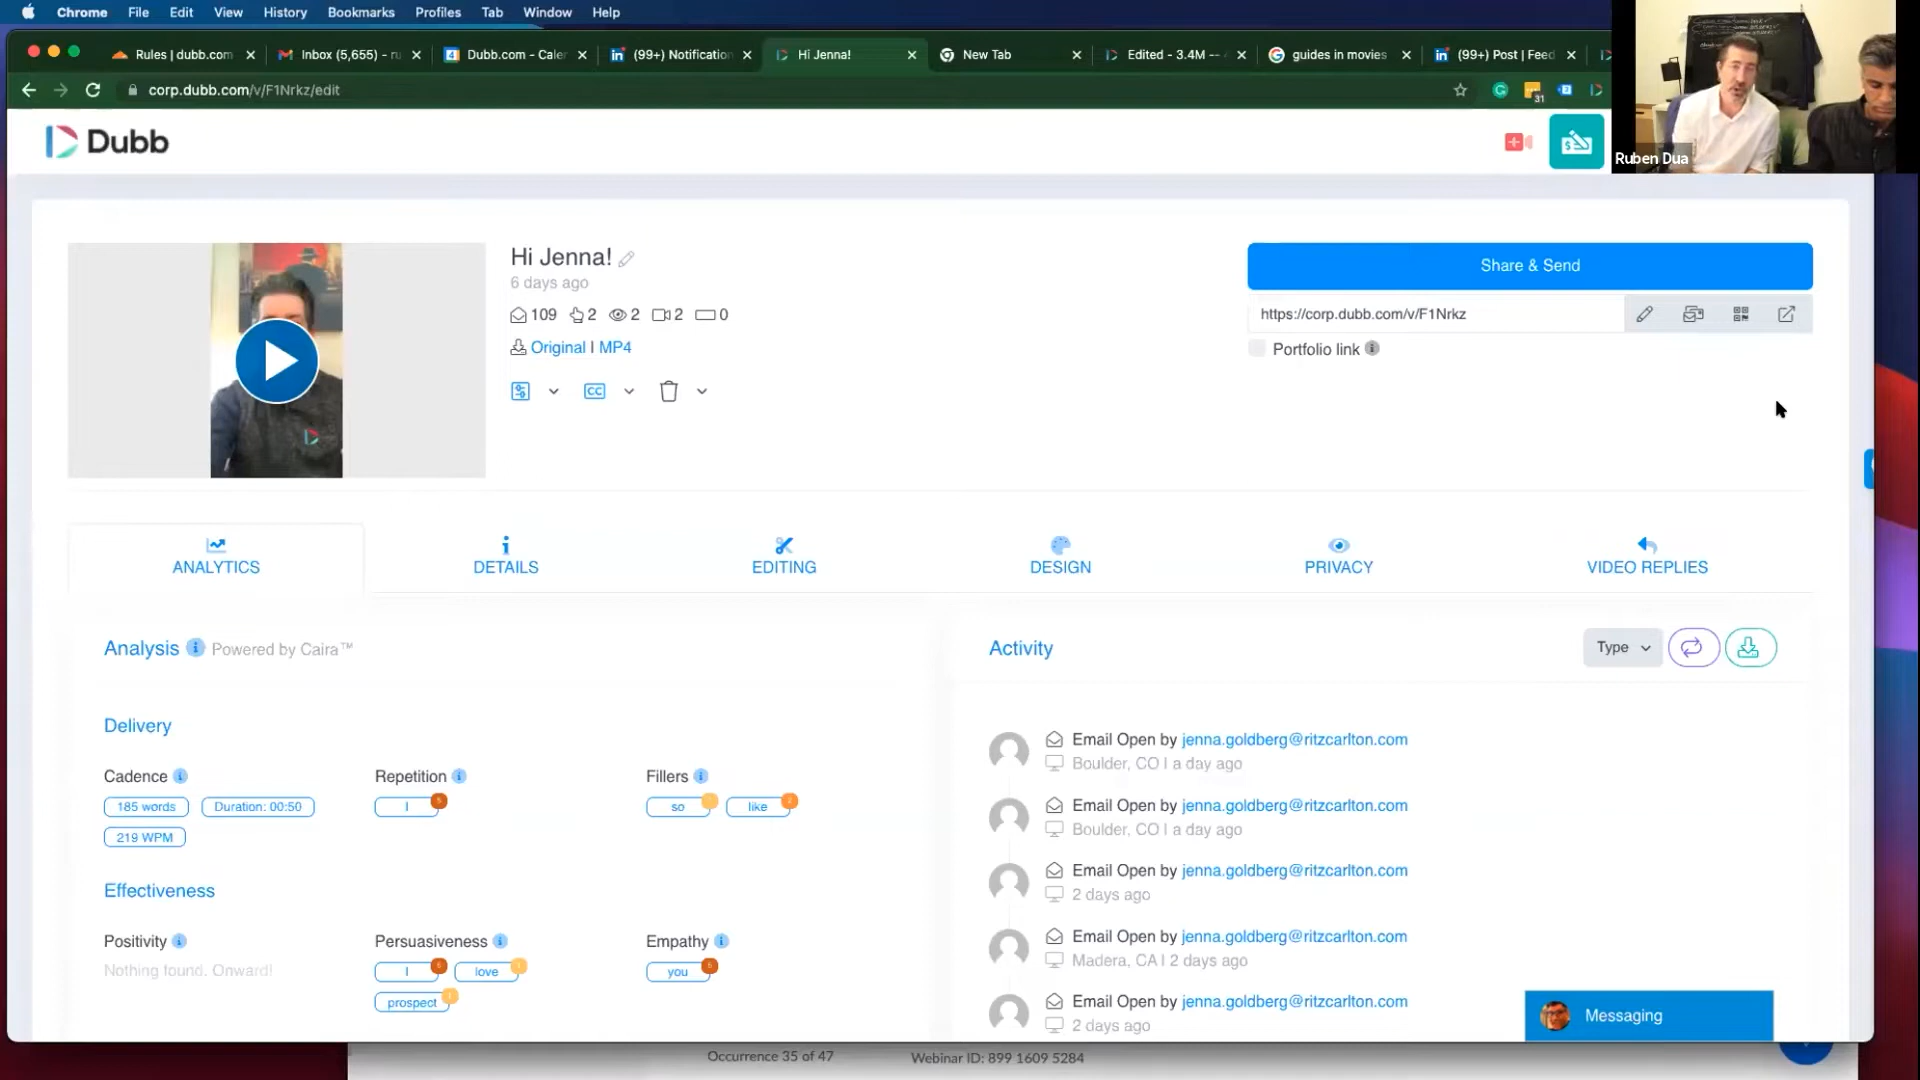 Chrome File Edit View History Bookmarks Profiles Tab Window Help
Rules | dubb.com
Inbox (5,655) - ru
Dubb.com - Caler
(99+) Notification
Hi Jenna!
New Tab
Edited - 3.4M --
guides in movies
(99+) Post | Feed
corp.dubb.com/v/F1Nrkz/edit
31
Dubb
Ruben Dua
Hi Jenna!
6 days ago
109 2 2 2 0
Original | MP4
CC
Share & Send
https://corp.dubb.com/v/F1Nrkz
Portfolio link
ANALYTICS
DETAILS
EDITING
DESIGN
PRIVACY
VIDEO REPLIES
Analysis Powered by Caira™
Delivery
Cadence
185 words Duration: 00:50
219 WPM
Repetition
I
Fillers
so like
Effectiveness
Positivity
Nothing found. Onward!
Persuasiveness
I love
prospect
Empathy
you
Activity
Type
Email Open by jenna.goldberg@ritzcarlton.com
Boulder, CO | a day ago
Email Open by jenna.goldberg@ritzcarlton.com
Boulder, CO | a day ago
Email Open by jenna.goldberg@ritzcarlton.com
2 days ago
Email Open by jenna.goldberg@ritzcarlton.com
Madera, CA | 2 days ago
Email Open by jenna.goldberg@ritzcarlton.com
2 days ago
Messaging
Occurrence 35 of 47
Webinar ID: 899 1609 5284